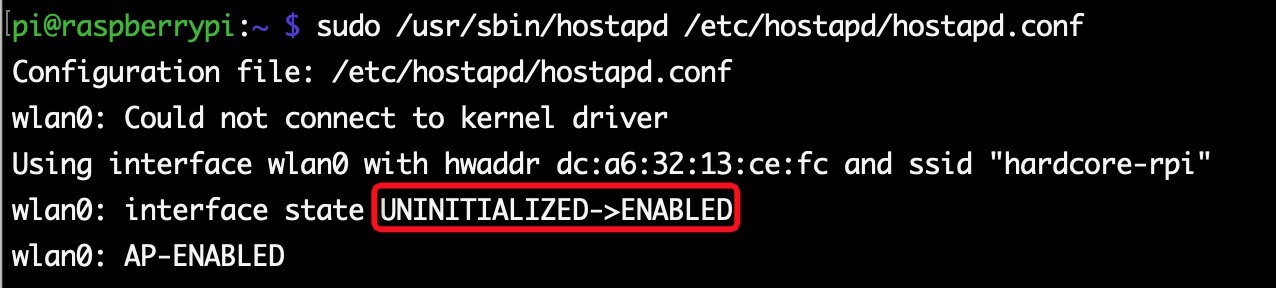 pi@raspberrypi:~ $ sudo /usr/sbin/hostapd /etc/hostapd/hostapd.conf
Configuration file: /etc/hostapd/hostapd.conf
wlan0: Could not connect to kernel driver
Using interface wlan0 with hwaddr dc:a6:32:13:ce:fc and ssid "hardcore-rpi"
wlan0: interface state UNINITIALIZED->ENABLED
wlan0: AP-ENABLED